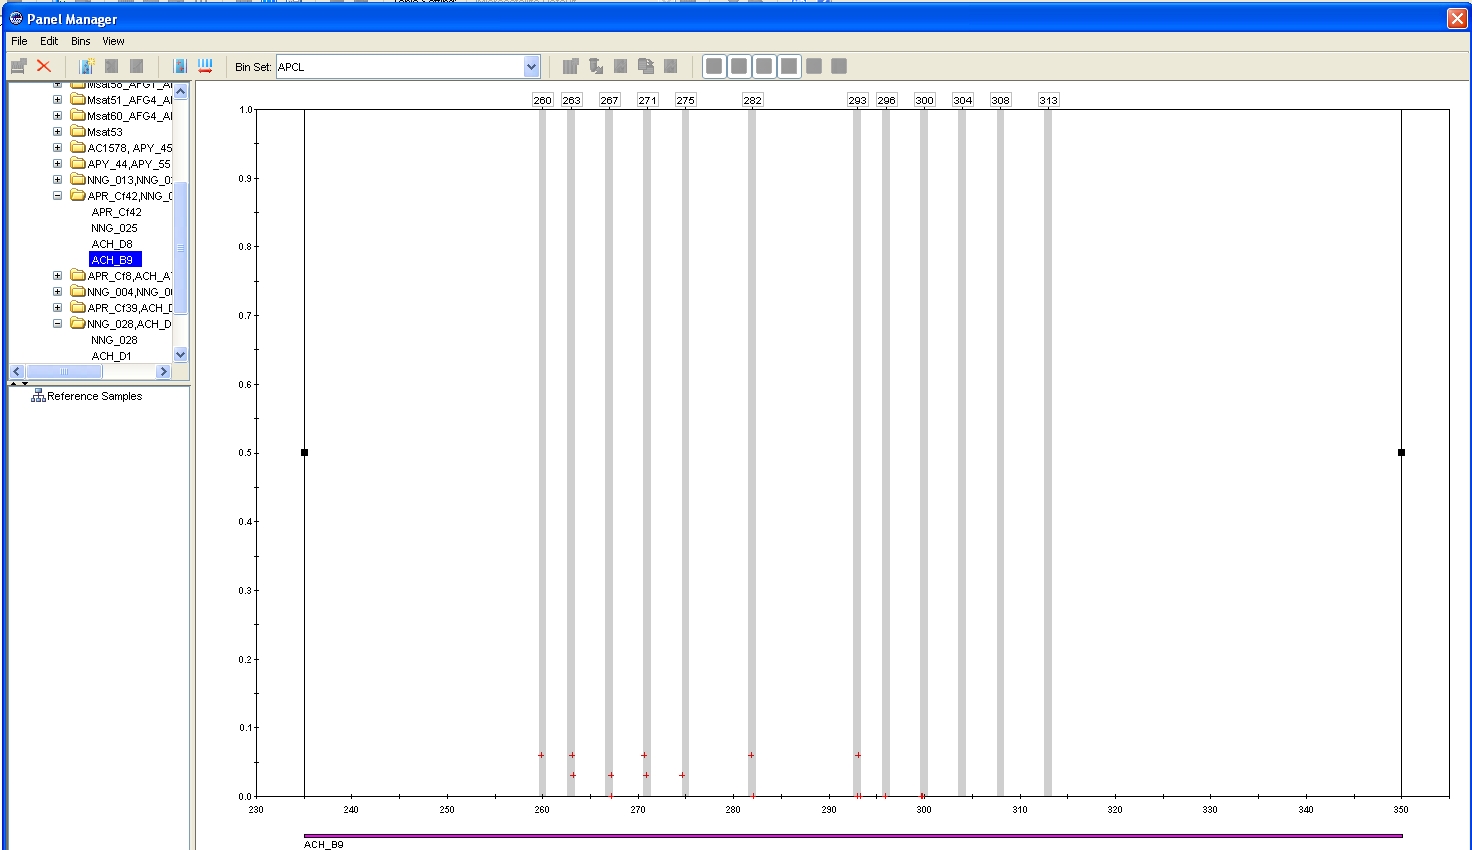 Panel Manager
File Edit Bins View
Bin Set: APCL
Msat51_AFG4_A
Msat60_AFG4_A
Msat53
AC1578, APY_45
APY_44,APY_55
NNG_013,NNG_0
APR_Cf42,NNG_0
APR_Cf42
NNG_025
ACH_D8
ACH_B9
APR_Cf8,ACH_A
NNG_004,NNG_0
APR_Cf39,ACH_D
NNG_028,ACH_D
NNG_028
ACH_D1
Reference Samples
260 263 267 271 275 282 293 296 300 304 308 313
1.0
0.9
0.8
0.7
0.6
0.5
0.4
0.3
0.2
0.1
0.0
230 240 250 260 270 280 290 300 310 320 330 340 350
ACH_B9